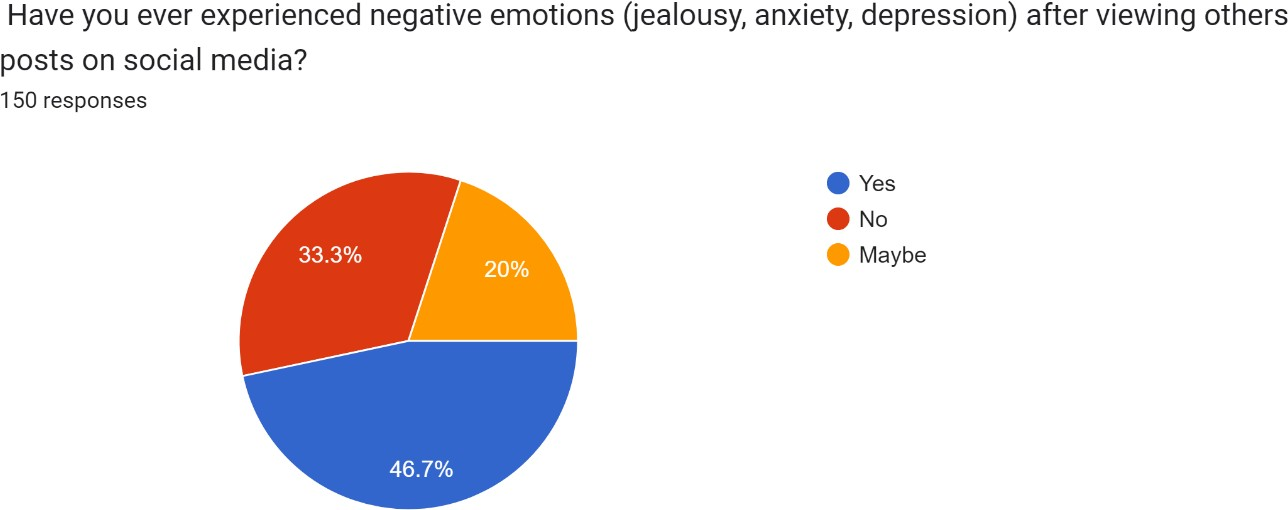 Have you ever experienced negative emotions (jealousy, anxiety, depression) after viewing others
posts on social media?
150 responses
Yes
No
Maybe
33.3%
20%
46.7%